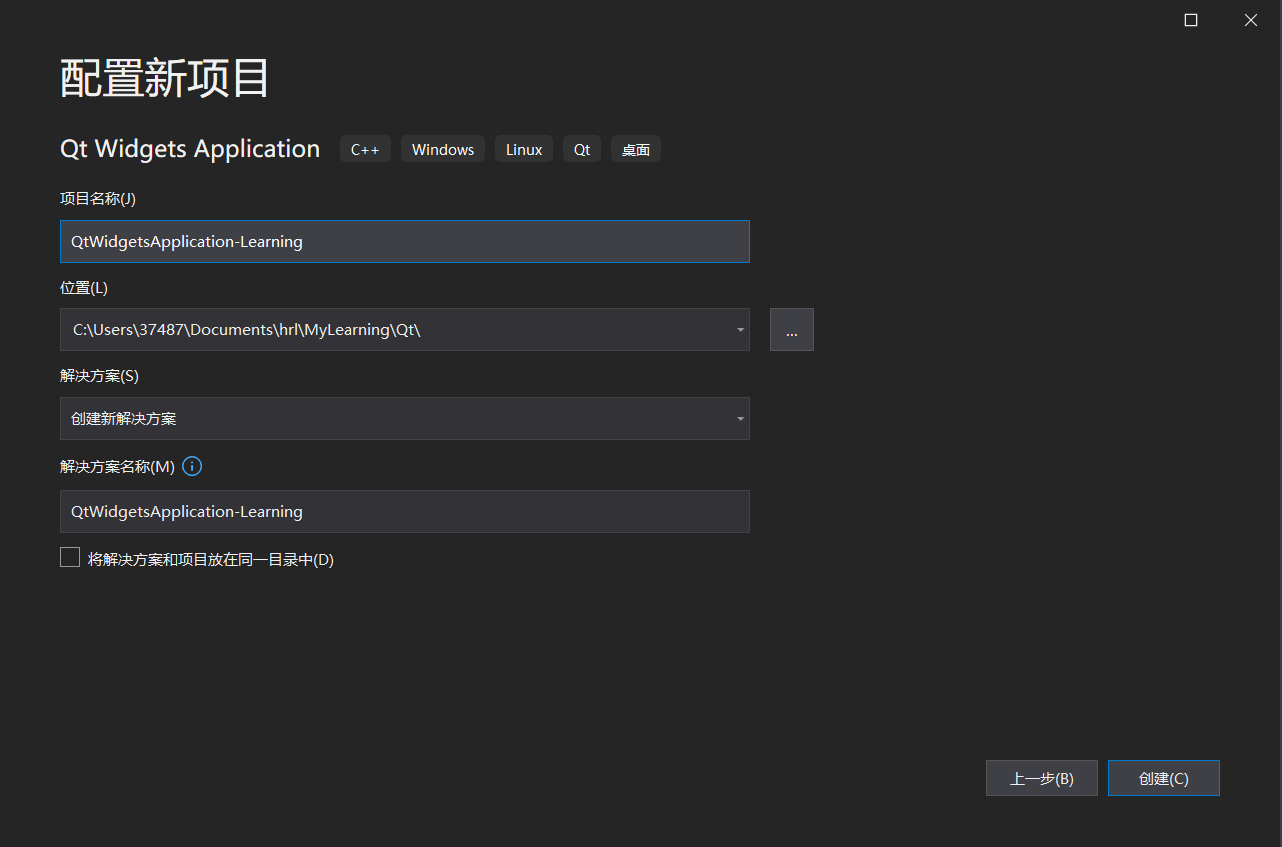 配置新项目
Qt Widgets Application C++ Windows Linux Qt 桌面
项目名称(J)
QtWidgetsApplication-Learning
位置(L)
C:\Users\37487\Documents\hrl\MyLearning\Qt\ ...
解决方案(S)
创建新解决方案
解决方案名称(M)
QtWidgetsApplication-Learning
将解决方案和项目放在同一目录中(D)
上一步(B) 创建(C)